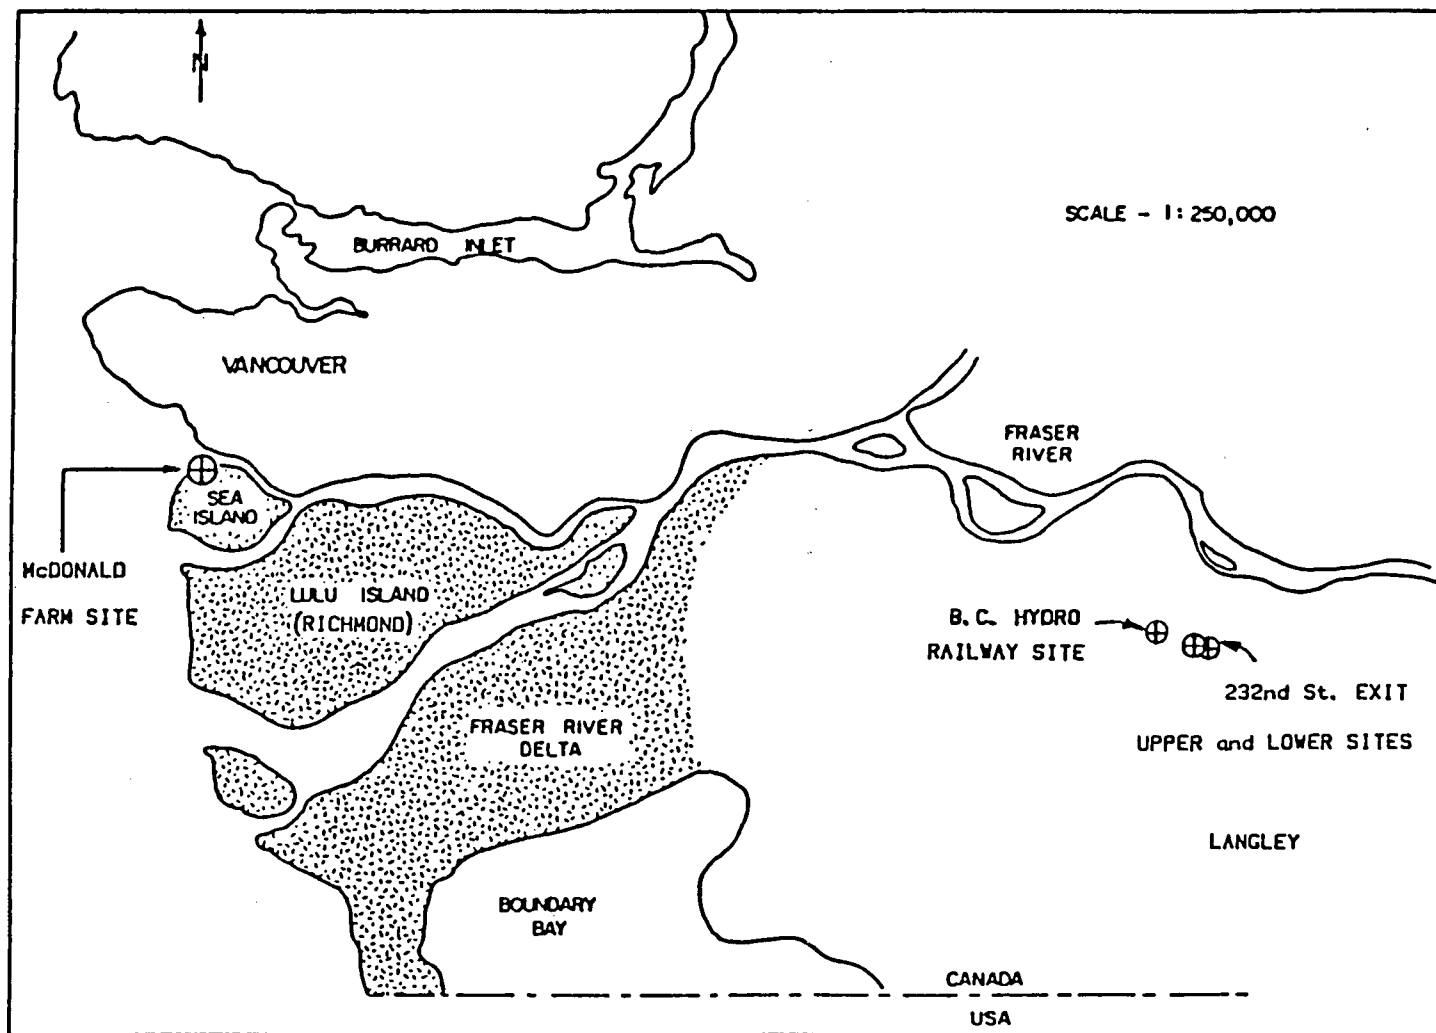 N
SCALE - 1:250,000
BURRARD INLET
VANCOUVER
FRASER
RIVER
SEA
ISLAND
McDONALD
FARM SITE
LULU ISLAND
(RICHMOND)
B.C. HYDRO
RAILWAY SITE
232nd St. EXIT
UPPER and LOWER SITES
FRASER RIVER
DELTA
LANGLEY
BOUNDARY
BAY
CANADA
USA